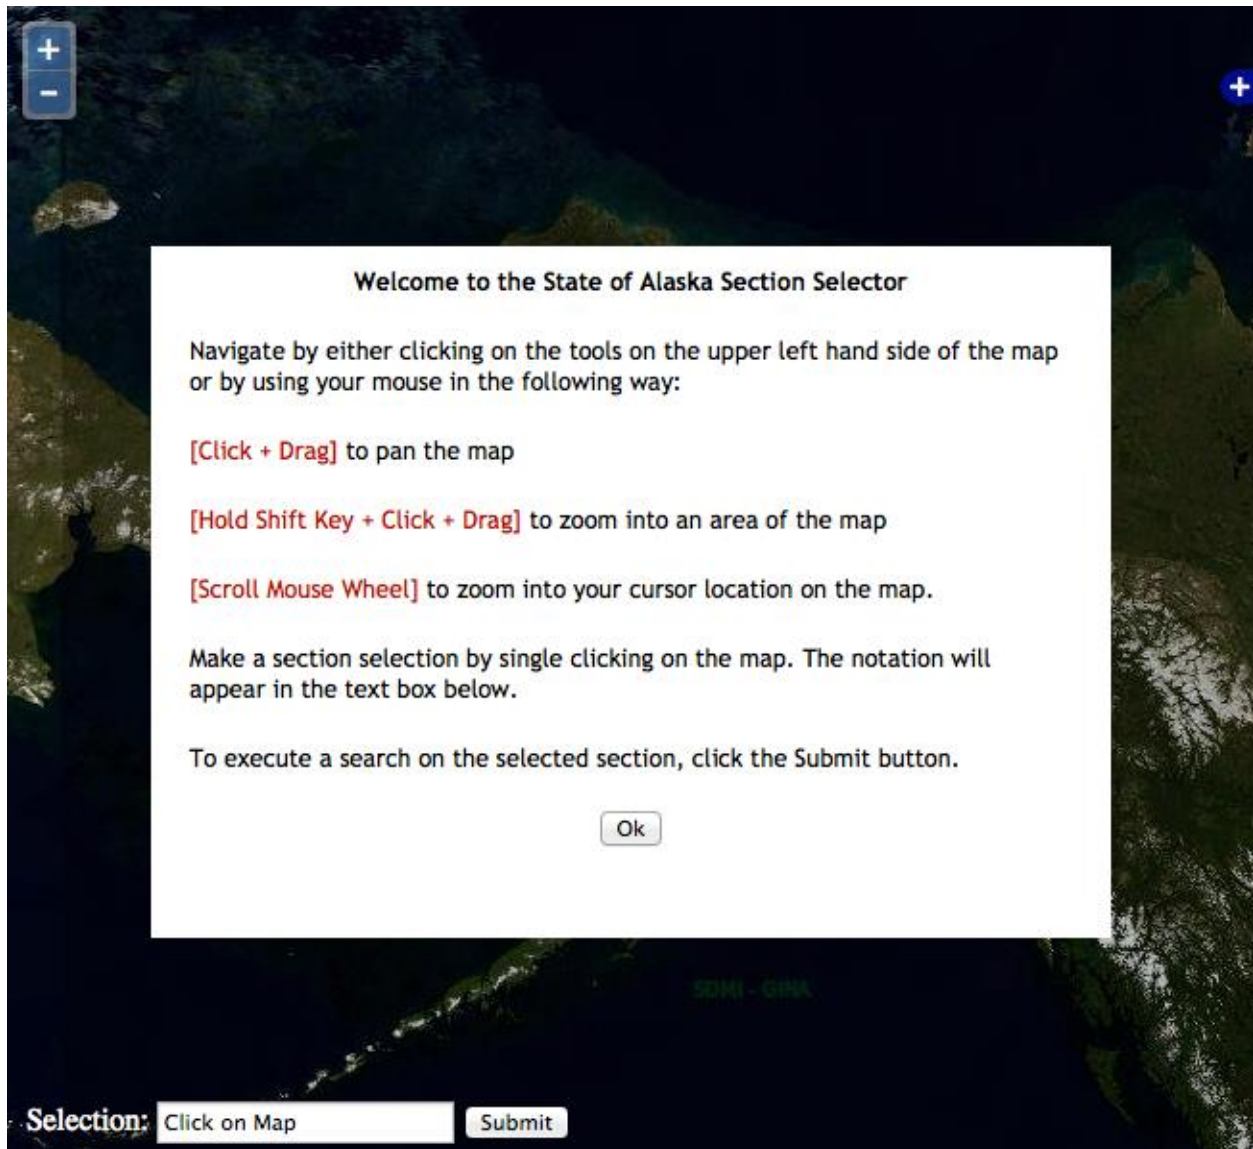 +
−
+
Welcome to the State of Alaska Section Selector
Navigate by either clicking on the tools on the upper left hand side of the map
or by using your mouse in the following way:
[Click + Drag] to pan the map
[Hold Shift Key + Click + Drag] to zoom into an area of the map
[Scroll Mouse Wheel] to zoom into your cursor location on the map.
Make a section selection by single clicking on the map. The notation will
appear in the text box below.
To execute a search on the selected section, click the Submit button.
Ok
SDMI - GINA
Selection: Click on Map Submit